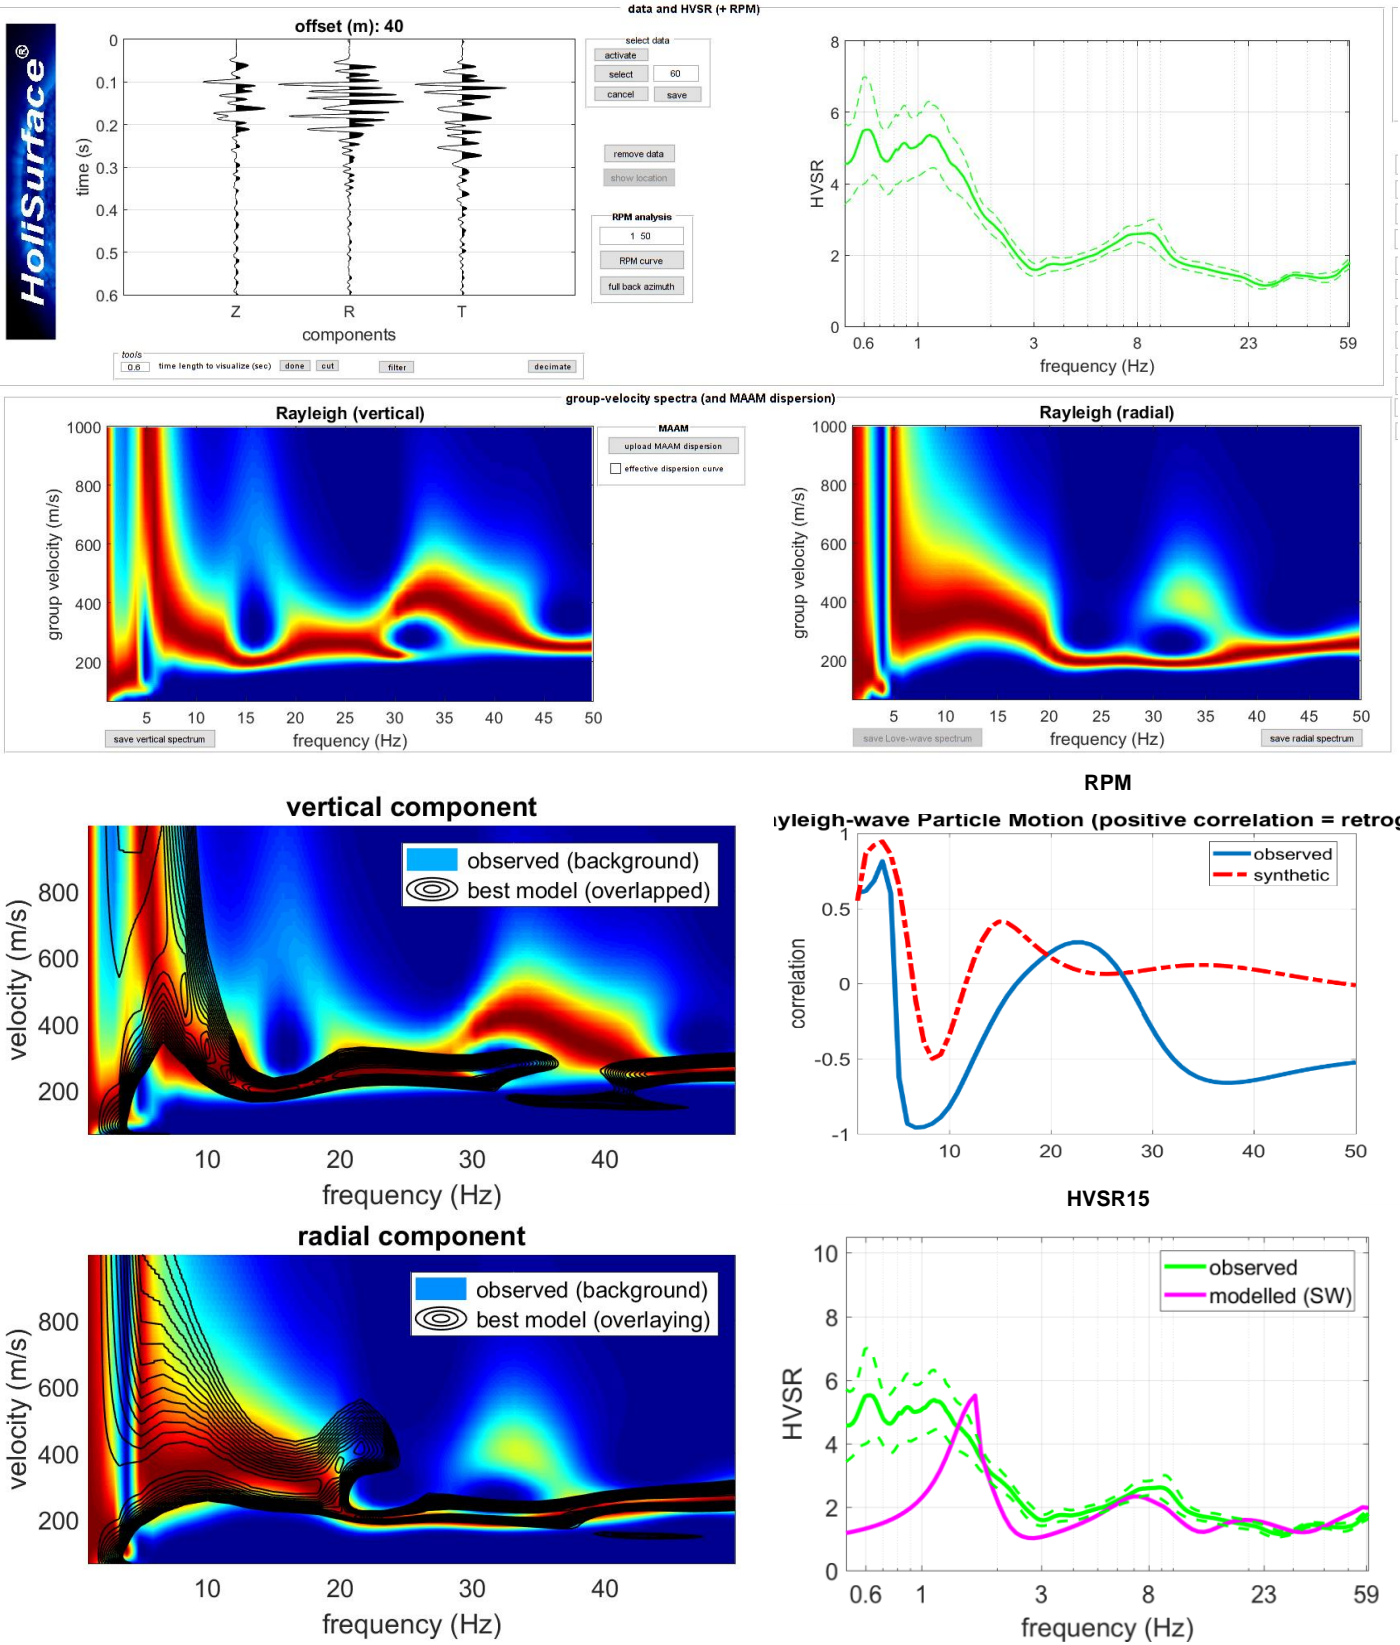 data and HVSR (+ RPM)
HoliSurface®
offset (m): 40
0
0.1
0.2
0.3
0.4
0.5
0.6
time (s)
Z R T
components
select data
activate
select 60
cancel save
remove data
show location
RPM analysis
1 50
RPM curve
full back azimuth
tools
0.6 time length to visualize (sec) done cut filter decimate
8
6
4
2
0
HVSR
0.6 1 3 8 23 59
frequency (Hz)
group-velocity spectra (and MAAM dispersion)
Rayleigh (vertical)
1000
800
600
400
200
group velocity (m/s)
5 10 15 20 25 30 35 40 45 50
save vertical spectrum
frequency (Hz)
MAAM
upload MAAM dispersion
effective dispersion curve
Rayleigh (radial)
1000
800
600
400
200
group velocity (m/s)
5 10 15 20 25 30 35 40 45 50
save Love-wave spectrum
frequency (Hz)
save radial spectrum
vertical component
observed (background)
best model (overlapped)
800
600
400
200
velocity (m/s)
10 20 30 40
frequency (Hz)
RPM
yleigh-wave Particle Motion (positive correlation = retrog
observed
synthetic
1
0.5
0
-0.5
-1
correlation
10 20 30 40 50
radial component
observed (background)
best model (overlaying)
800
600
400
200
velocity (m/s)
10 20 30 40
frequency (Hz)
HVSR15
observed
modelled (SW)
10
8
6
4
2
0
HVSR
0.6 1 3 8 23 59
frequency (Hz)